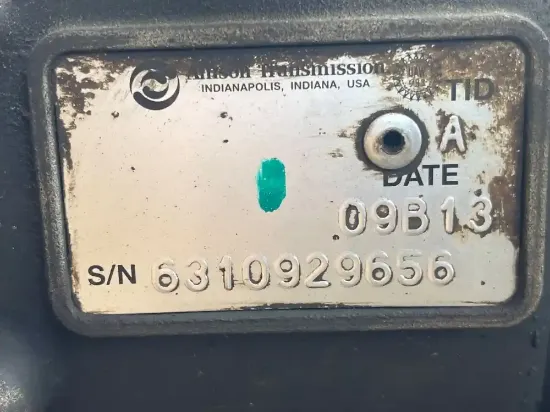 Allison Transmission
INDIANAPOLIS, INDIANA, USA
TID
A
DATE
09B13
S/N 6310929656